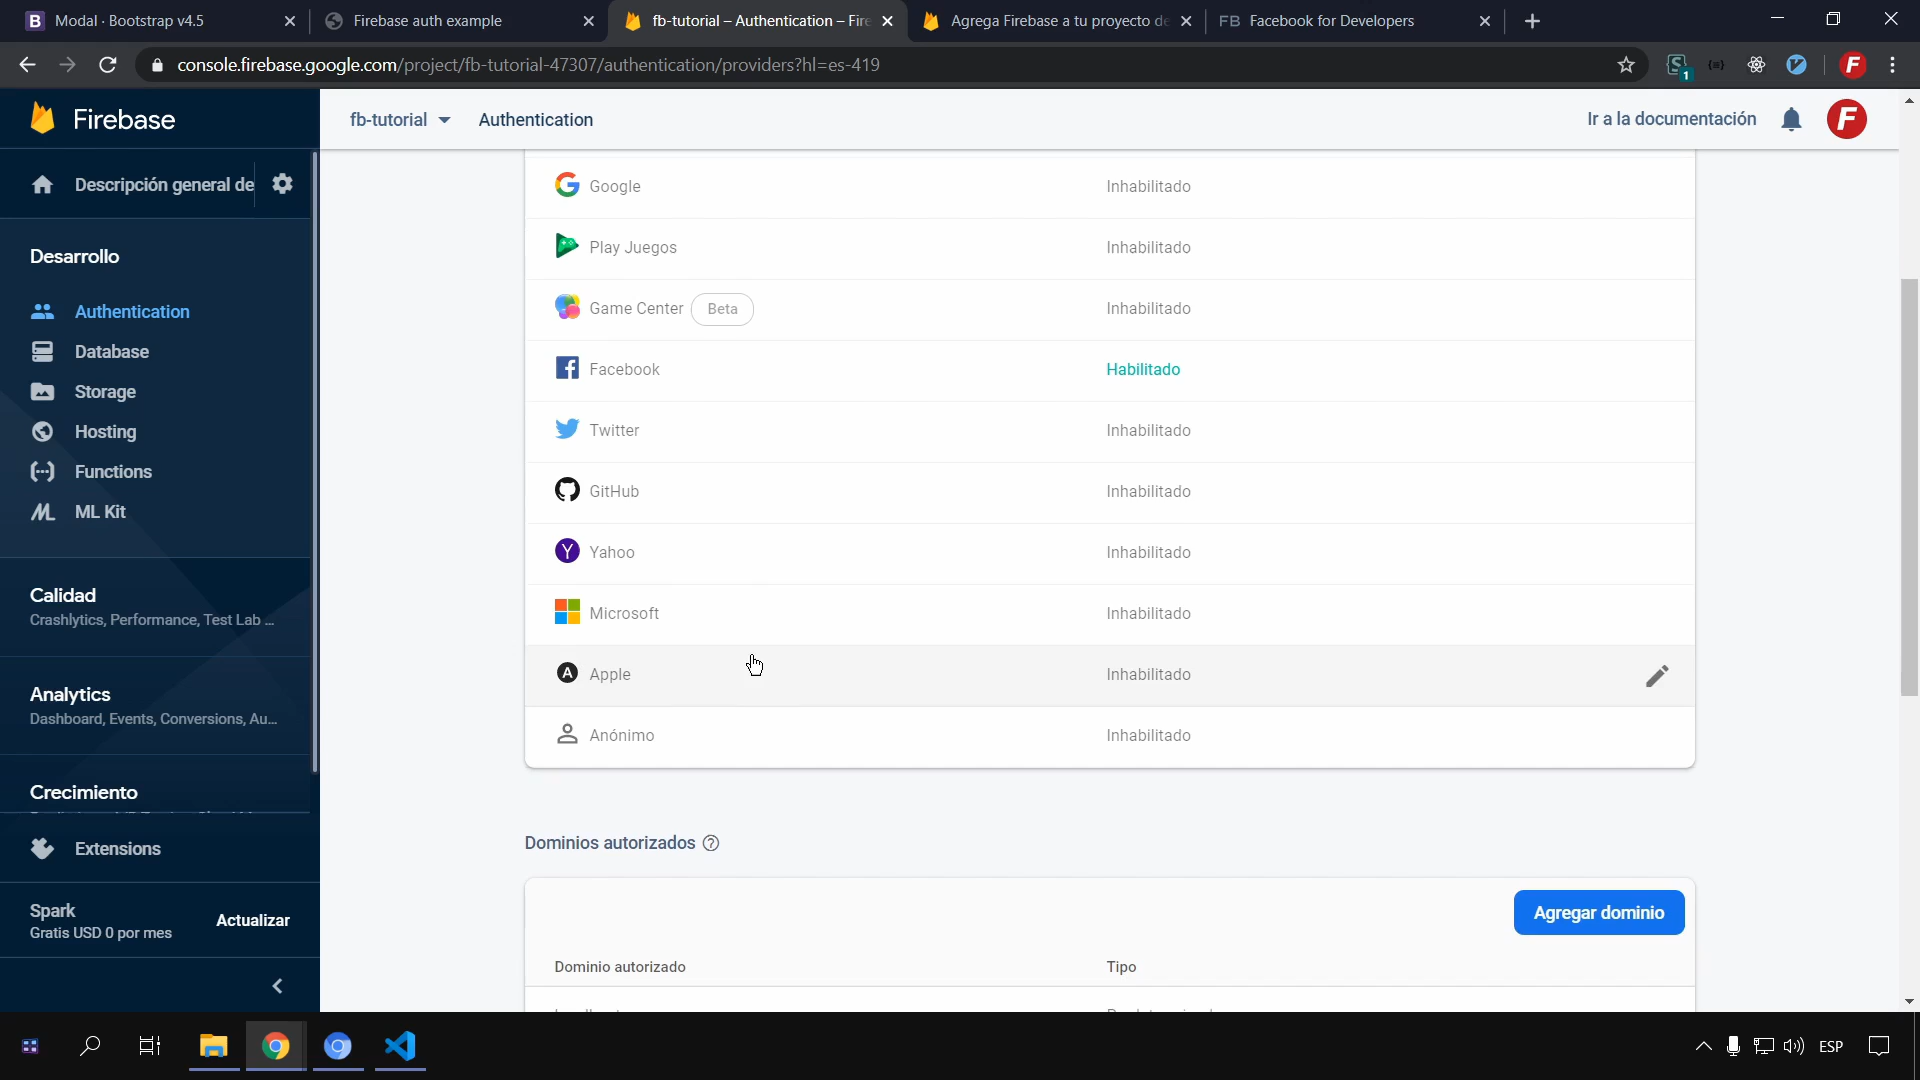 Modal · Bootstrap v4.5
Firebase auth example
fb-tutorial – Authentication – Fire
Agrega Firebase a tu proyecto de
FB Facebook for Developers
console.firebase.google.com/project/fb-tutorial-47307/authentication/providers?hl=es-419
Firebase
fb-tutorial
Authentication
Ir a la documentación
F
Descripción general de
Desarrollo
Authentication
Database
Storage
Hosting
Functions
ML Kit
Calidad
Crashlytics, Performance, Test Lab ...
Analytics
Dashboard, Events, Conversions, Au...
Crecimiento
Extensions
Spark
Gratis USD 0 por mes
Actualizar
Google Inhabilitado
Play Juegos Inhabilitado
Game Center Beta Inhabilitado
Facebook Habilitado
Twitter Inhabilitado
GitHub Inhabilitado
Yahoo Inhabilitado
Microsoft Inhabilitado
Apple Inhabilitado
Anónimo Inhabilitado
Dominios autorizados
Agregar dominio
Dominio autorizado Tipo
ESP